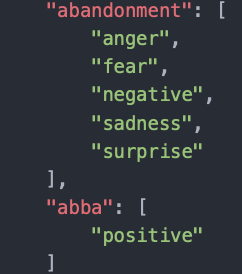 "abandonment": [
"anger",
"fear",
"negative",
"sadness",
"surprise"
],
"abba": [
"positive"
]